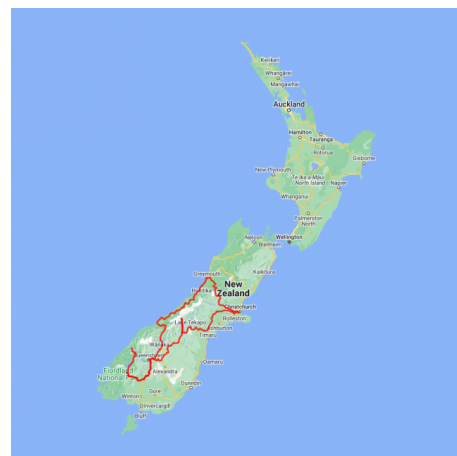 Kerikeri
Whangārei
Mangawhai
Auckland
Hamilton
Tauranga
Rotorua
Gisborne
New Plymouth
Te Ika-a-Māui
North Island
Napier
Whanganui
Palmerston
North
Nelson
Wellington
Blenheim
Greymouth
Kaikōura
New
Zealand
Hokitika
Christchurch
Rolleston
Lake Tekapo
Ashburton
Timaru
Wānaka
Queenstown
Oamaru
Fiordland
National
Alexandra
Dunedin
Gore
Winton
Invercargill
Bluff